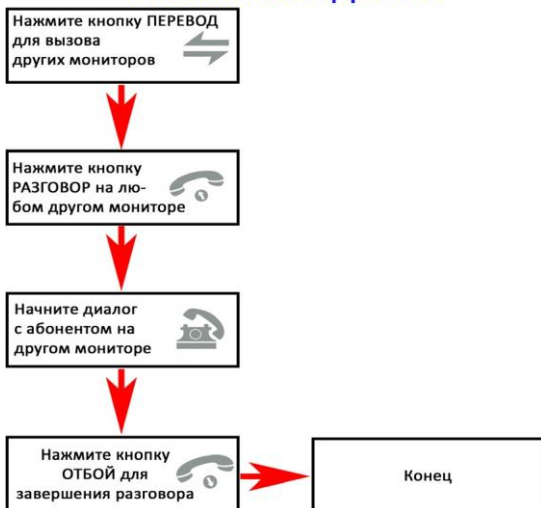 Нажмите кнопку ПЕРЕВОД
для вызова
других мониторов
Нажмите кнопку
РАЗГОВОР на лю-
бом другом мониторе
Начните диалог
с абонентом на
другом мониторе
Нажмите кнопку
ОТБОЙ для
завершения разговора
Конец